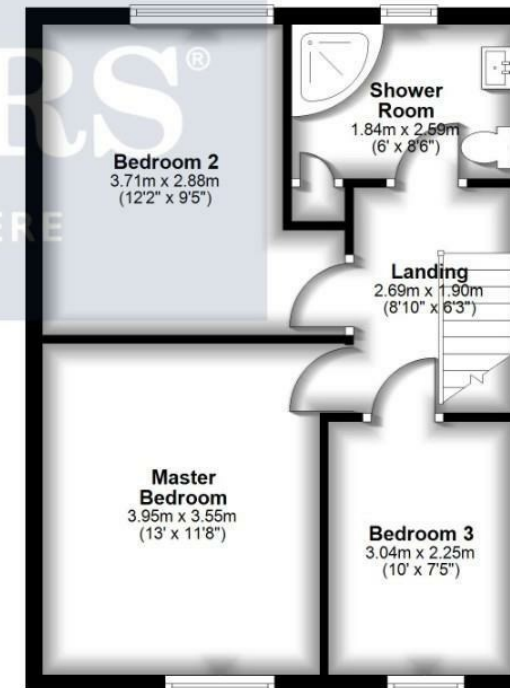 RS®
ERE
Shower
Room
1.84m x 2.59m
(6' x 8'6")
Bedroom 2
3.71m x 2.88m
(12'2" x 9'5")
Landing
2.69m x 1.90m
(8'10" x 6'3")
Master
Bedroom
3.95m x 3.55m
(13' x 11'8")
Bedroom 3
3.04m x 2.25m
(10' x 7'5")